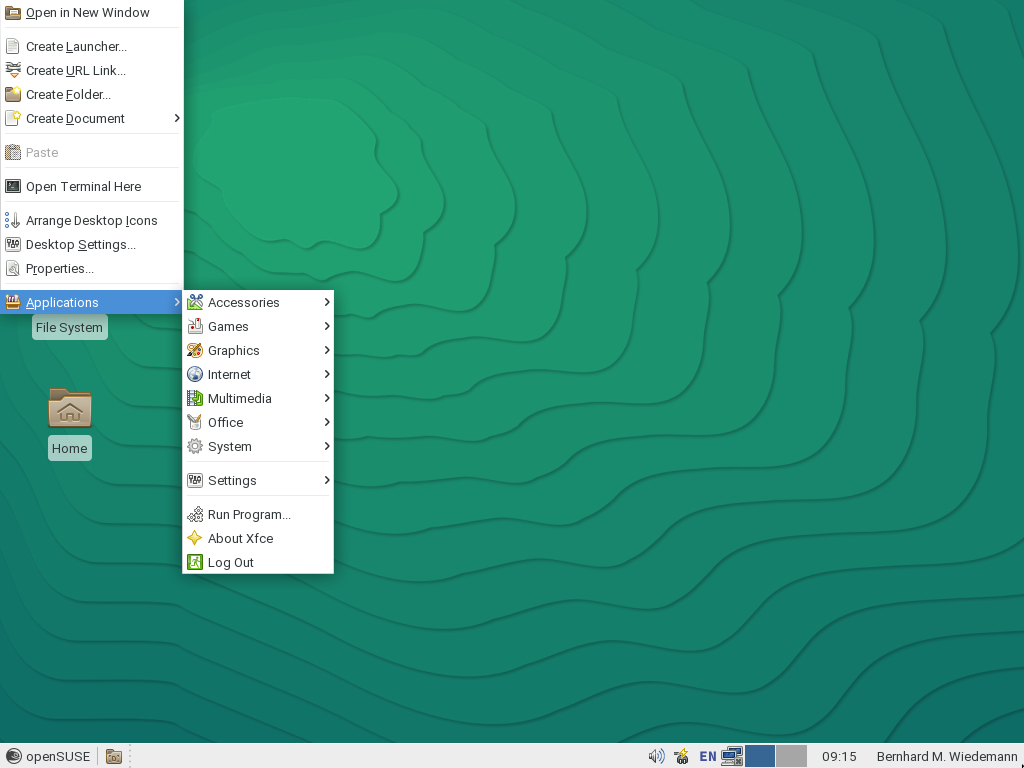 Open in New Window
Create Launcher...
Create URL Link...
Create Folder...
Create Document
Paste
Open Terminal Here
Arrange Desktop Icons
Desktop Settings...
Properties...
Applications
Accessories
Games
Graphics
Internet
Multimedia
Office
System
Settings
Run Program...
About Xfce
Log Out
File System
Home
openSUSE
EN
09:15
Bernhard M. Wiedemann